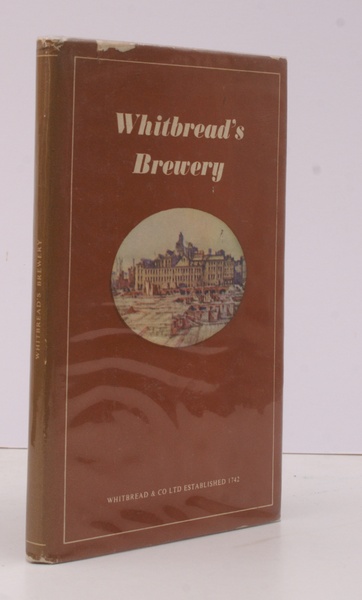 Whitbread's
Brewery
WHITBREAD & CO LTD ESTABLISHED 1742
WHITBREAD'S BREWERY